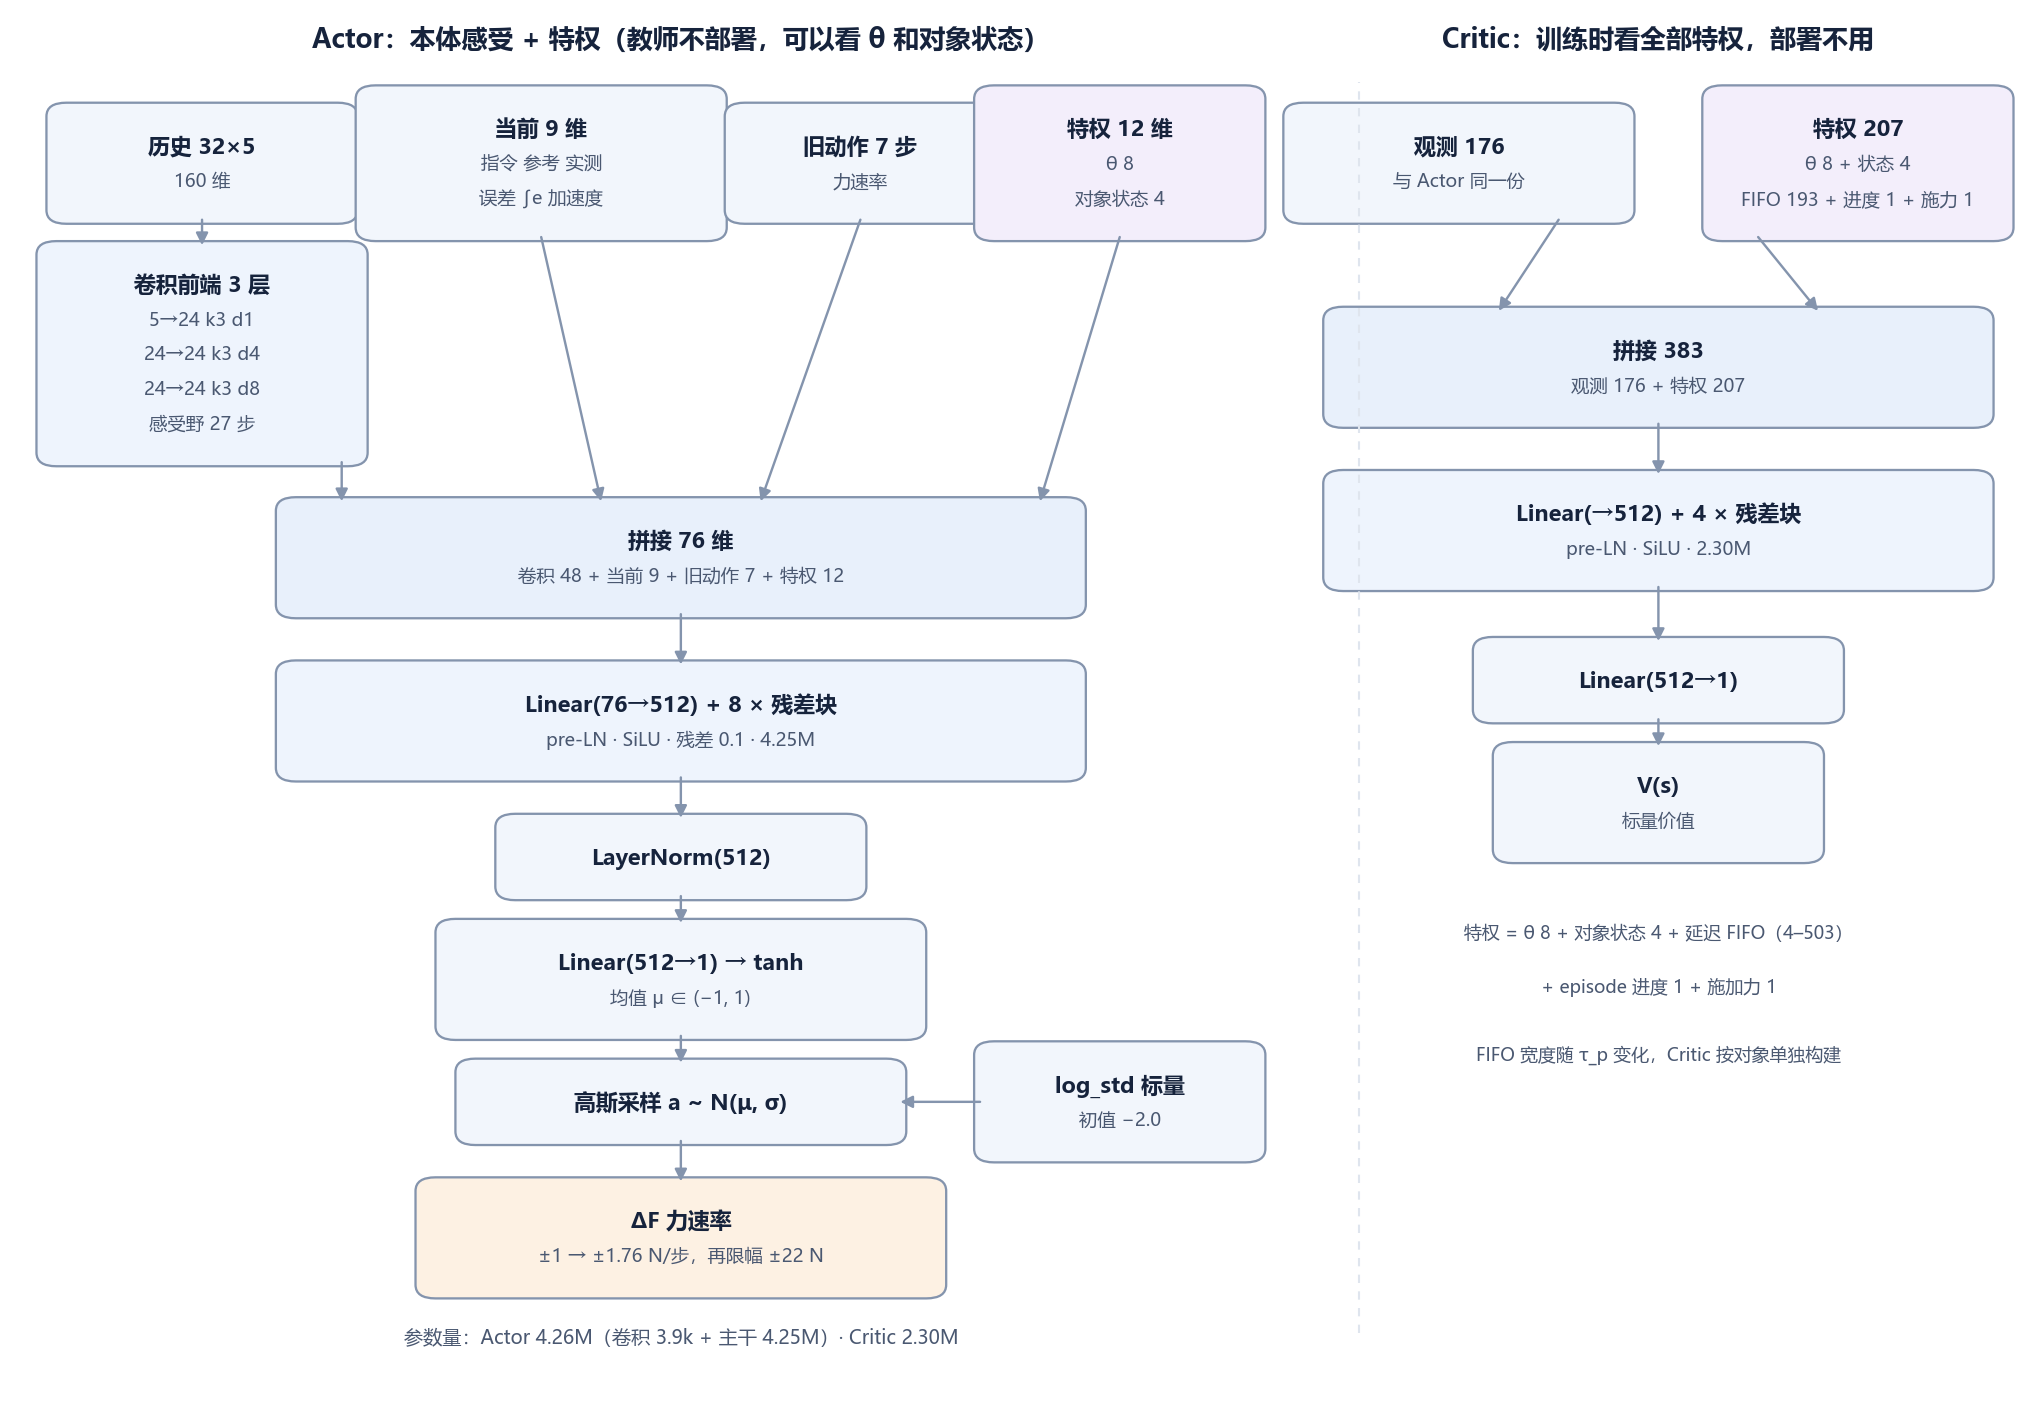 Actor：本体感受 + 特权（教师不部署，可以看 θ 和对象状态）
历史 32×5
160 维
当前 9 维
指令 参考 实测
误差 ∫e 加速度
旧动作 7 步
力速率
特权 12 维
θ 8
对象状态 4
卷积前端 3 层
5→24 k3 d1
24→24 k3 d4
24→24 k3 d8
感受野 27 步
拼接 76 维
卷积 48 + 当前 9 + 旧动作 7 + 特权 12
Linear(76→512) + 8 × 残差块
pre-LN · SiLU · 残差 0.1 · 4.25M
LayerNorm(512)
Linear(512→1) → tanh
均值 μ ∈ (−1, 1)
高斯采样 a ~ N(μ, σ)
log_std 标量
初值 −2.0
ΔF 力速率
±1 → ±1.76 N/步，再限幅 ±22 N
参数量：Actor 4.26M（卷积 3.9k + 主干 4.25M）· Critic 2.30M
Critic：训练时看全部特权，部署不用
观测 176
与 Actor 同一份
特权 207
θ 8 + 状态 4
FIFO 193 + 进度 1 + 施力 1
拼接 383
观测 176 + 特权 207
Linear(→512) + 4 × 残差块
pre-LN · SiLU · 2.30M
Linear(512→1)
V(s)
标量价值
特权 = θ 8 + 对象状态 4 + 延迟 FIFO（4–503）
+ episode 进度 1 + 施加力 1
FIFO 宽度随 τ_p 变化，Critic 按对象单独构建